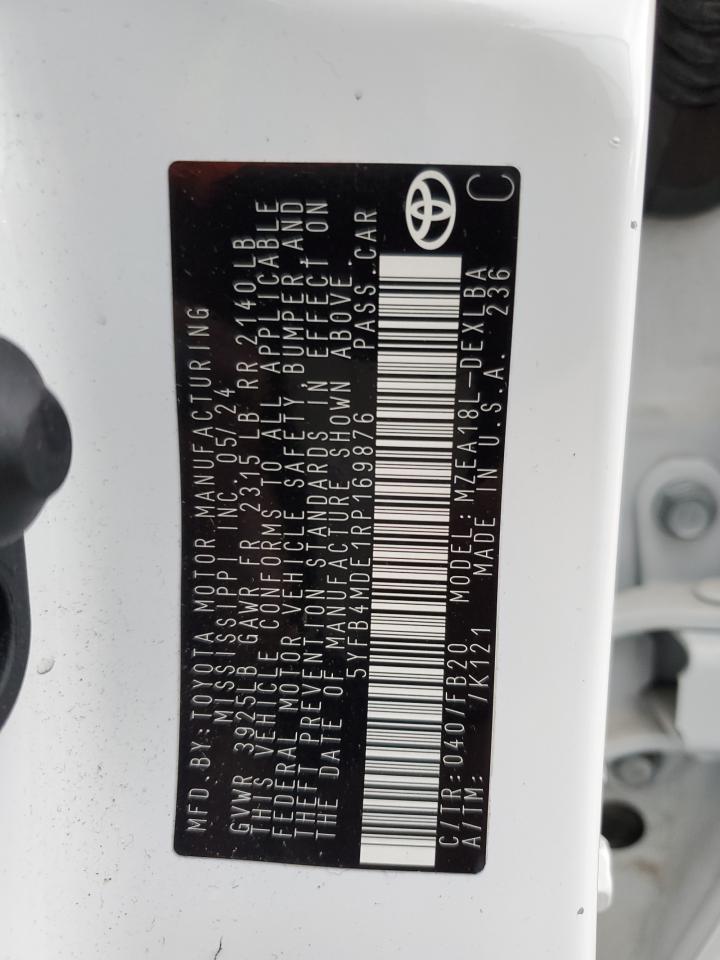 MFD.BY:TOYOTA MOTOR MANUFACTURING
MISSISSIPPI INC. 05/24
GVWR 3925LB GAWR FR 2315 LB RR 2140LB
THIS VEHICLE CONFORMS TO ALL APPLICABLE
FEDERAL MOTOR VEHICLE SAFETY, BUMPER, AND
THEFT PREVENTION STANDARDS IN EFFECT ON
THE DATE OF MANUFACTURE SHOWN ABOVE.
5YFB4MDE1RP169876 PASS.CAR
C/TR:040/FB20 MODEL:MZEA18L-DEXLBA
A/TM: /K121 MADE IN U.S.A. 236
C